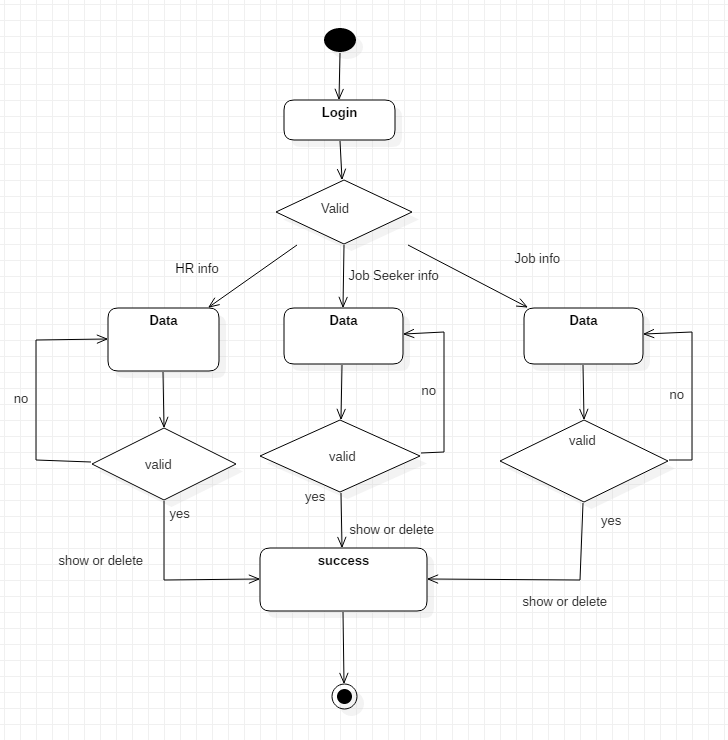 Login
Valid
HR info
Job Seeker info
Job info
Data
Data
Data
no
no
no
valid
valid
valid
yes
yes
yes
show or delete
show or delete
show or delete
success